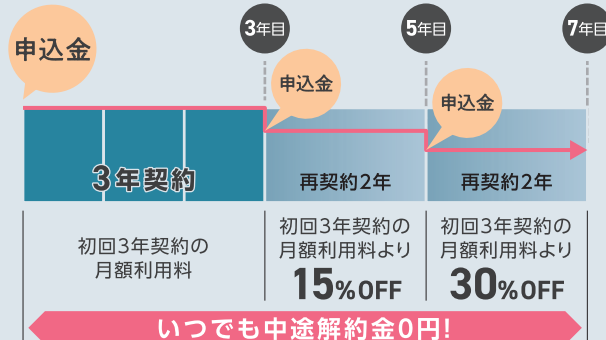 申込金
3年目
5年目
7年目
申込金
申込金
3年契約
再契約2年
再契約2年
初回3年契約の
月額利用料
初回3年契約の
月額利用料より
15%OFF
初回3年契約の
月額利用料より
30%OFF
いつでも中途解約金0円!